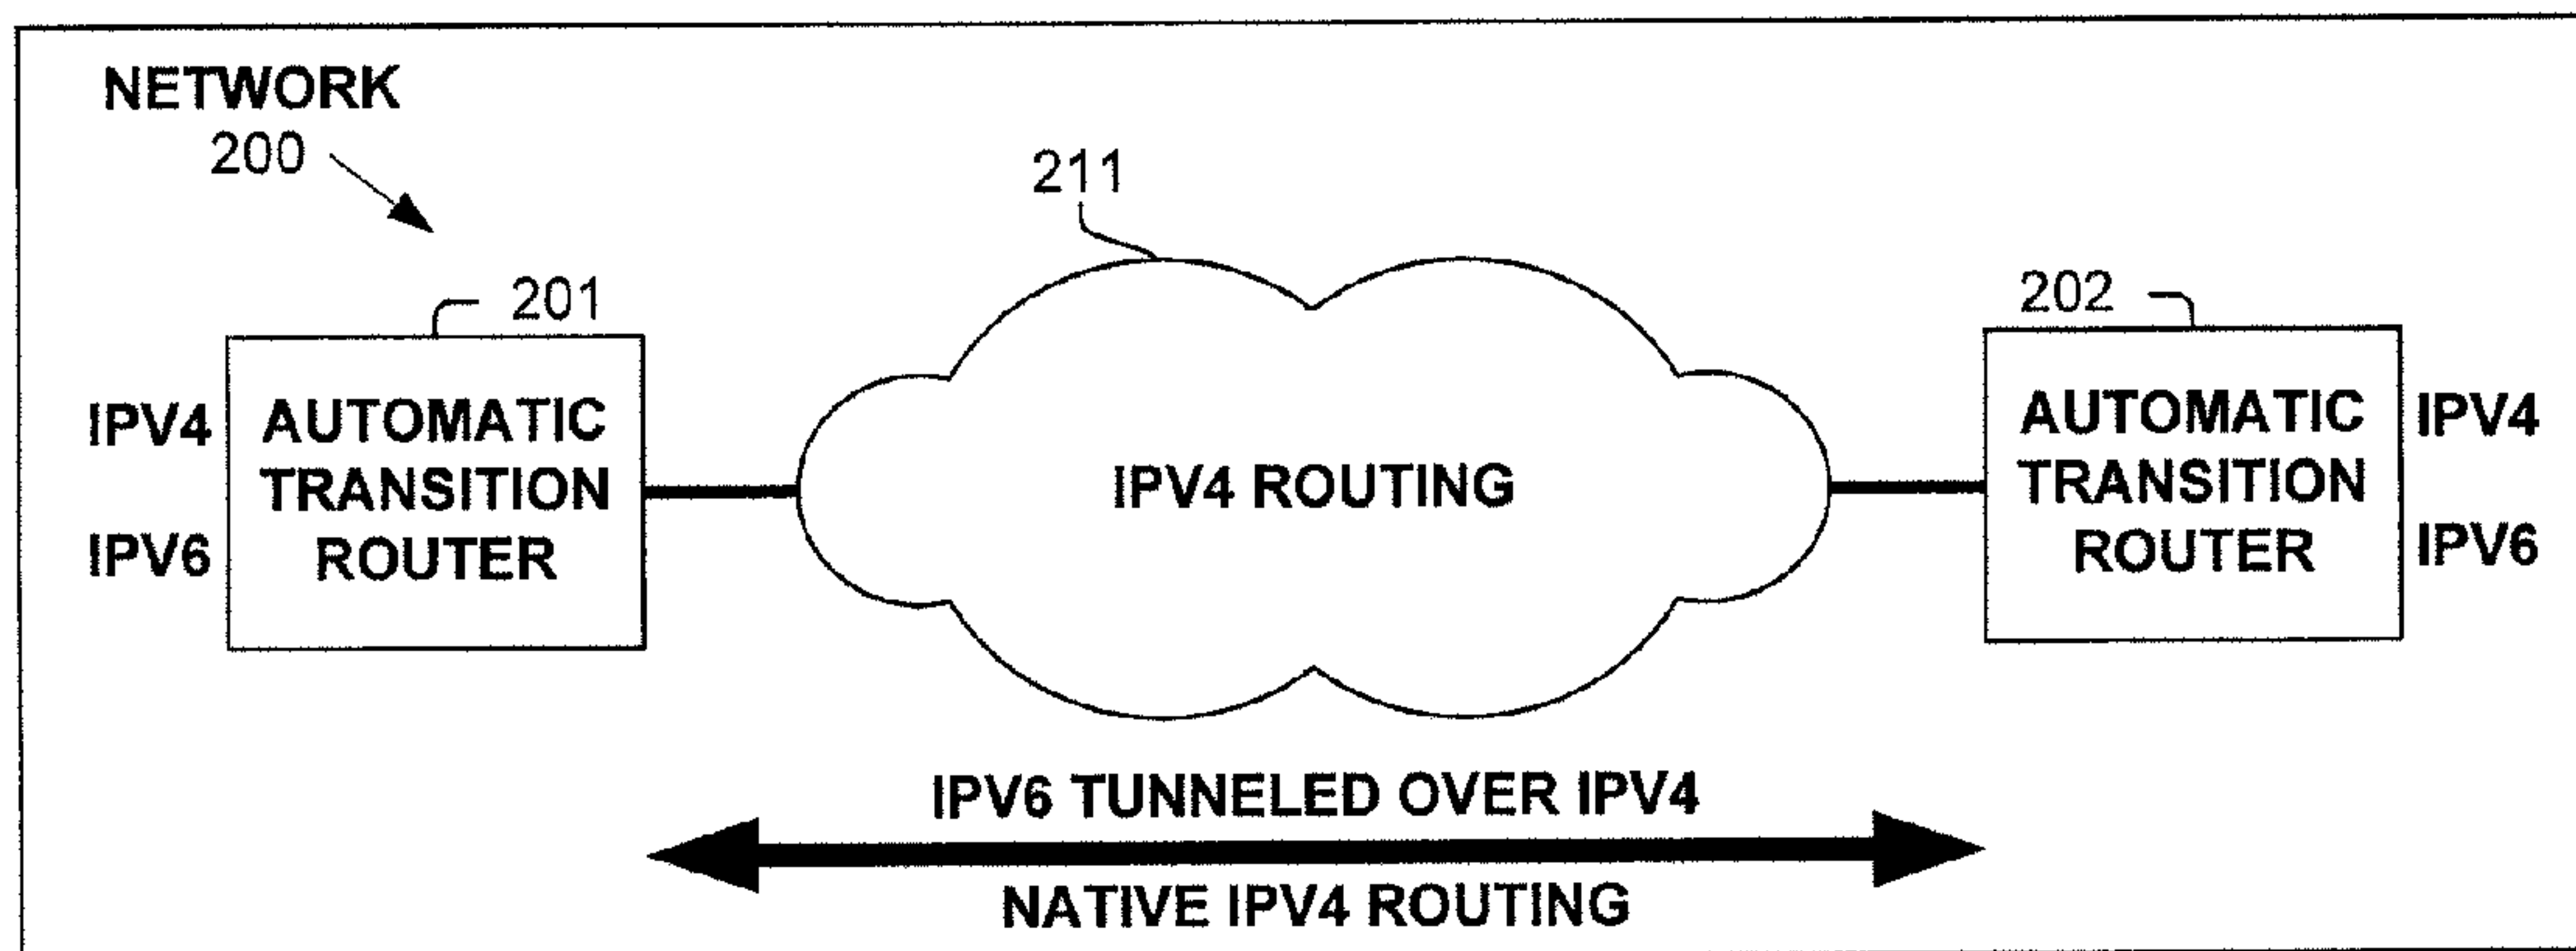 NETWORK
200
211
201
202
IPV4
IPV6
AUTOMATIC
TRANSITION
ROUTER
IPV4 ROUTING
AUTOMATIC
TRANSITION
ROUTER
IPV4
IPV6
IPV6 TUNNELED OVER IPV4
NATIVE IPV4 ROUTING